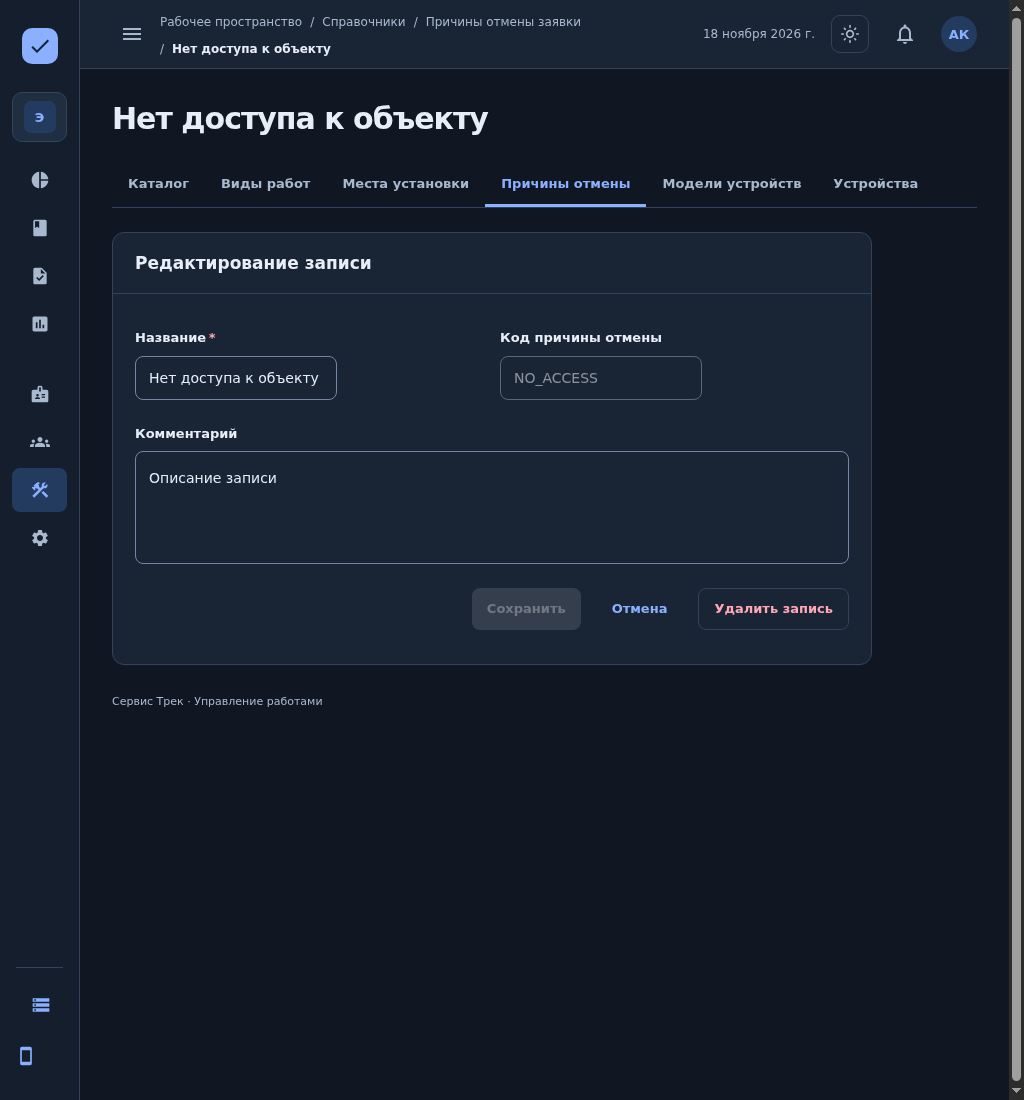 Рабочее пространство / Справочники / Причины отмены заявки
/ Нет доступа к объекту
18 ноября 2026 г.
АК
Э
Нет доступа к объекту
Каталог Виды работ Места установки Причины отмены Модели устройств Устройства
Редактирование записи
Название * Код причины отмены
Нет доступа к объекту NO_ACCESS
Комментарий
Описание записи
Сохранить Отмена Удалить запись
Сервис Трек · Управление работами